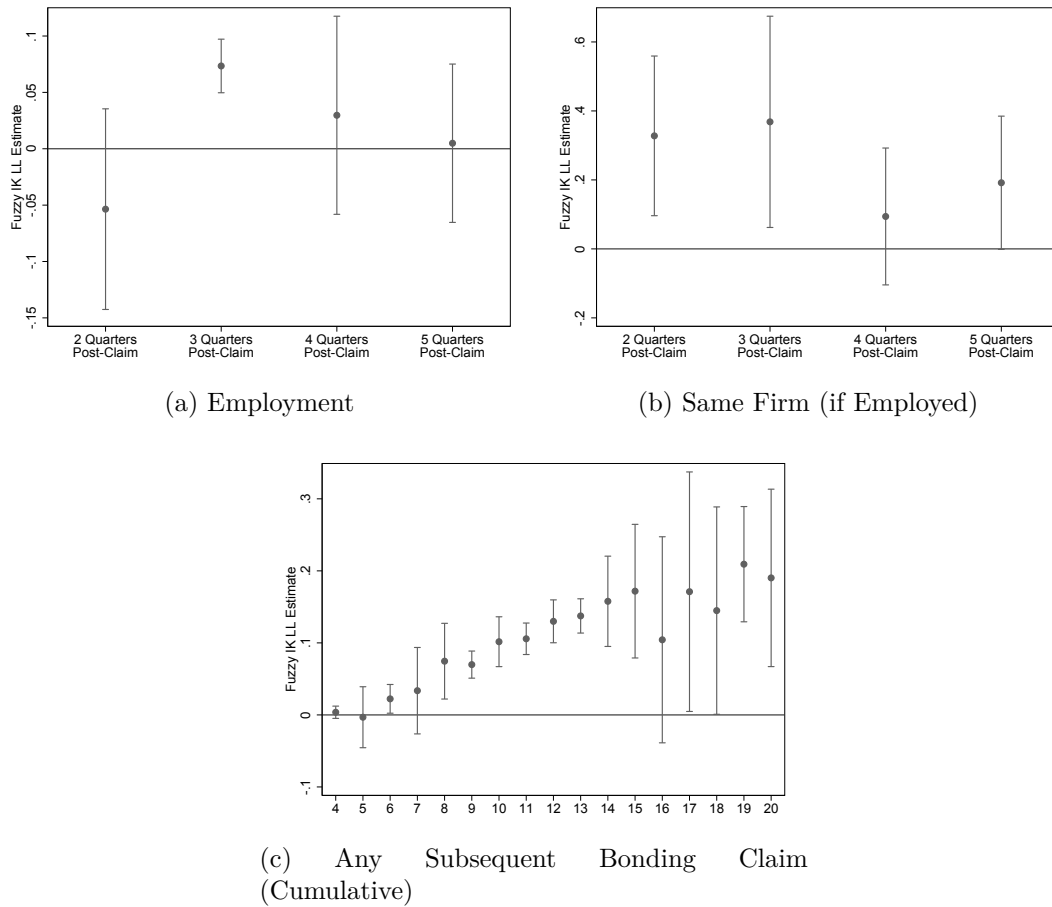 Fuzzy IK LL Estimate
.1
.05
0
-.05
-.1
-.15
2 Quarters
Post-Claim
3 Quarters
Post-Claim
4 Quarters
Post-Claim
5 Quarters
Post-Claim
(a) Employment
Fuzzy IK LL Estimate
.6
.4
.2
0
-.2
2 Quarters
Post-Claim
3 Quarters
Post-Claim
4 Quarters
Post-Claim
5 Quarters
Post-Claim
(b) Same Firm (if Employed)
Fuzzy IK LL Estimate
.3
.2
0.1
0
-.1
4 5 6 7 8 9 10 11 12 13 14 15 16 17 18 19 20
(c) Any Subsequent Bonding Claim
(Cumulative)